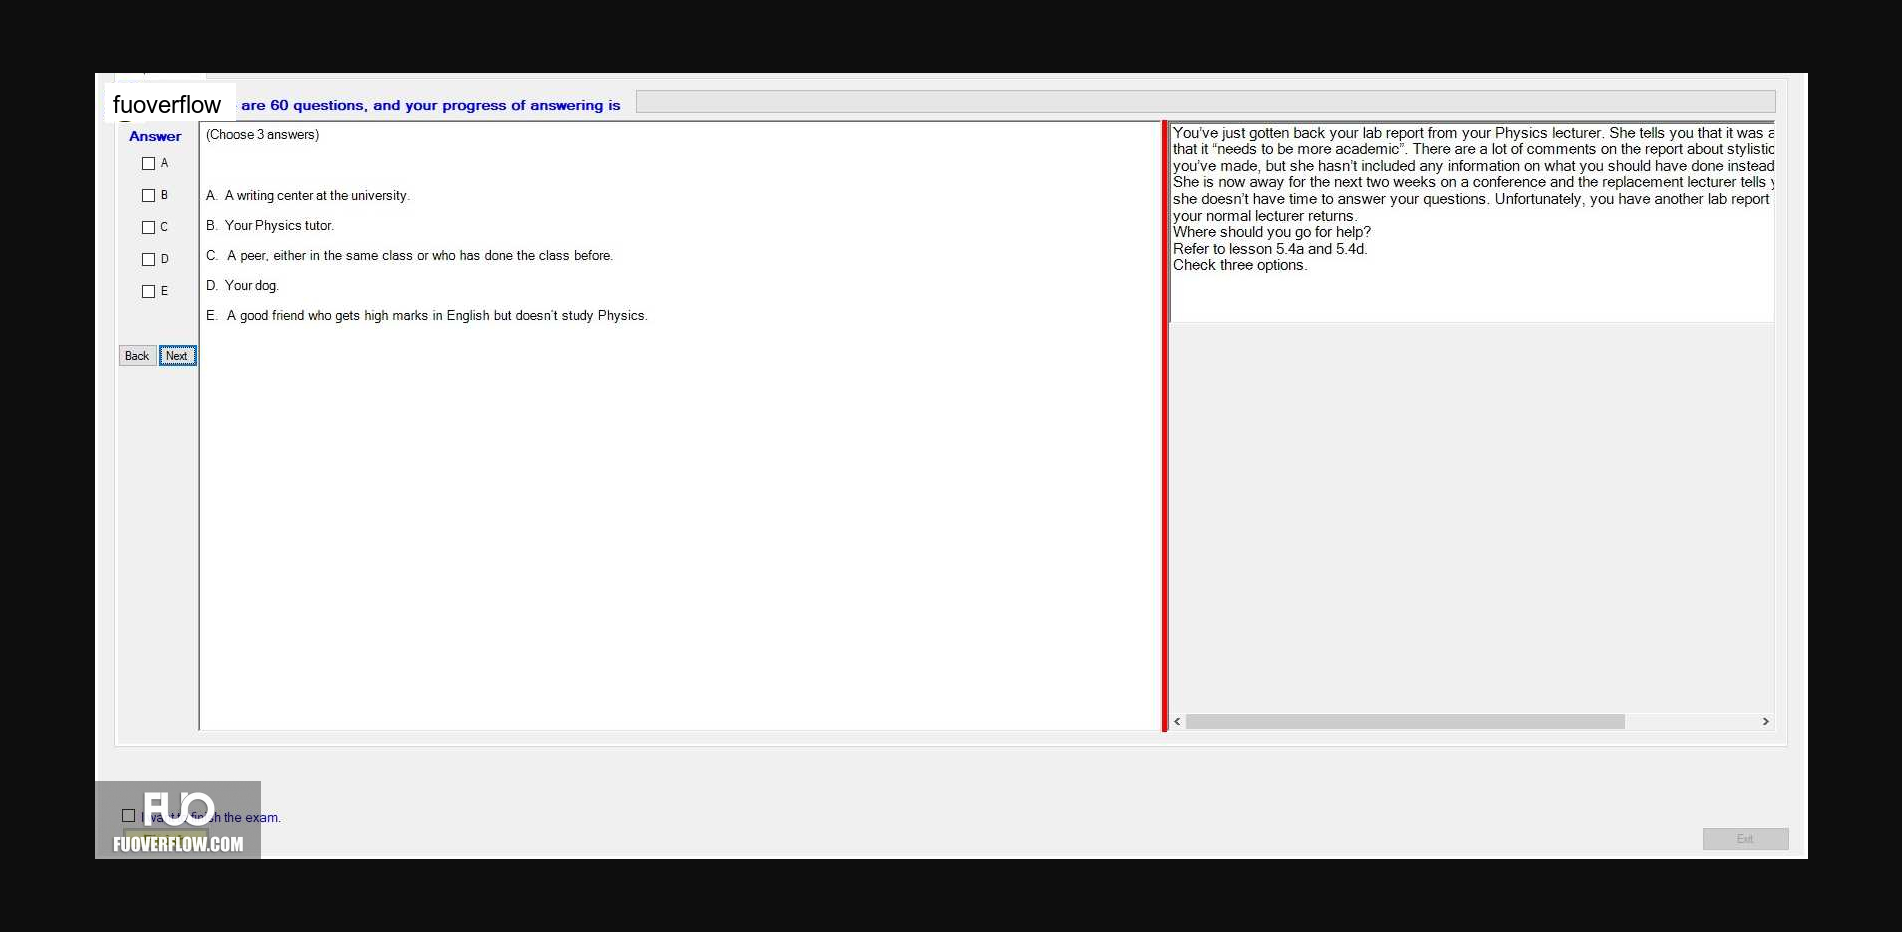 fuoverflow
are 60 questions, and your progress of answering is
Answer
A
B
C
D
E
Back Next
(Choose 3 answers)
A. A writing center at the university.
B. Your Physics tutor.
C. A peer, either in the same class or who has done the class before.
D. Your dog.
E. A good friend who gets high marks in English but doesn't study Physics.
You've just gotten back your lab report from your Physics lecturer. She tells you that it was a
that it “needs to be more academic”. There are a lot of comments on the report about stylistic
you've made, but she hasn't included any information on what you should have done instead
She is now away for the next two weeks on a conference and the replacement lecturer tells
she doesn't have time to answer your questions. Unfortunately, you have another lab report
your normal lecturer returns.
Where should you go for help?
Refer to lesson 5.4a and 5.4d.
Check three options.
FUO
I want to finish the exam.
FUOVERFLOW.COM
Exit